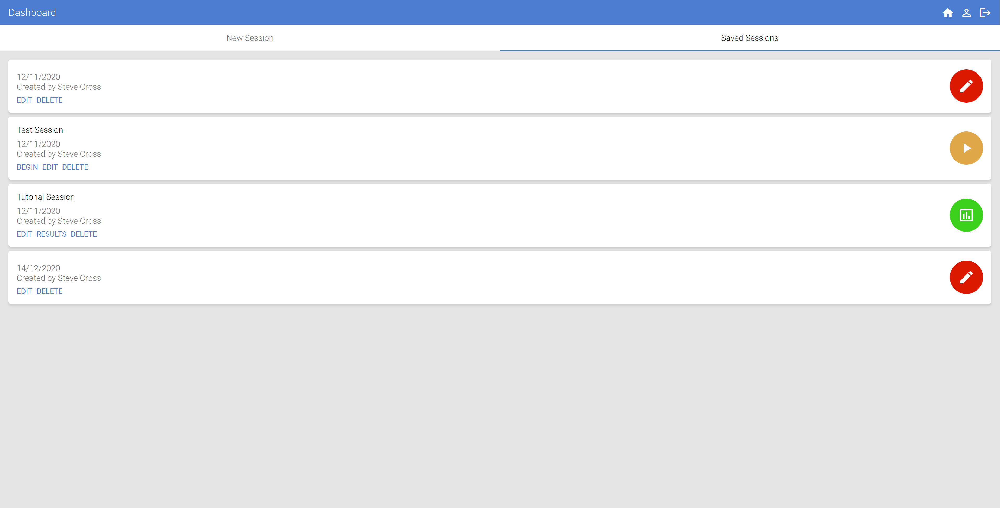 Dashboard
New Session
Saved Sessions
12/11/2020
Created by Steve Cross
EDIT DELETE
Test Session
12/11/2020
Created by Steve Cross
BEGIN EDIT DELETE
Tutorial Session
12/11/2020
Created by Steve Cross
EDIT RESULTS DELETE
14/12/2020
Created by Steve Cross
EDIT DELETE